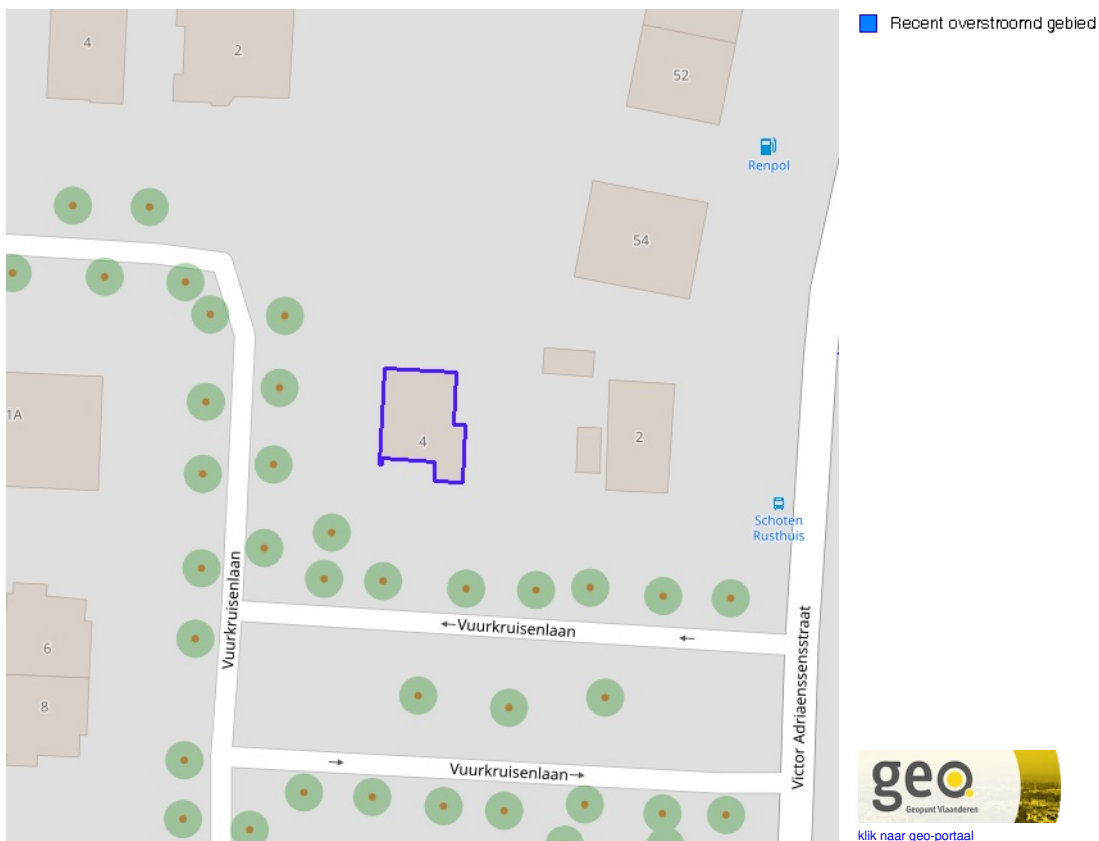 Recent overstroomd gebied
4
2
52
Renpol
54
1A
4
2
Schoten
Rusthuis
Vuurkruisenlaan
←Vuurkruisenlaan
←
Victor Adriaenssensstraat
6
8
→
Vuurkruisenlaan→
geo
Geopunt Vlaanderen
klik naar geo-portaal